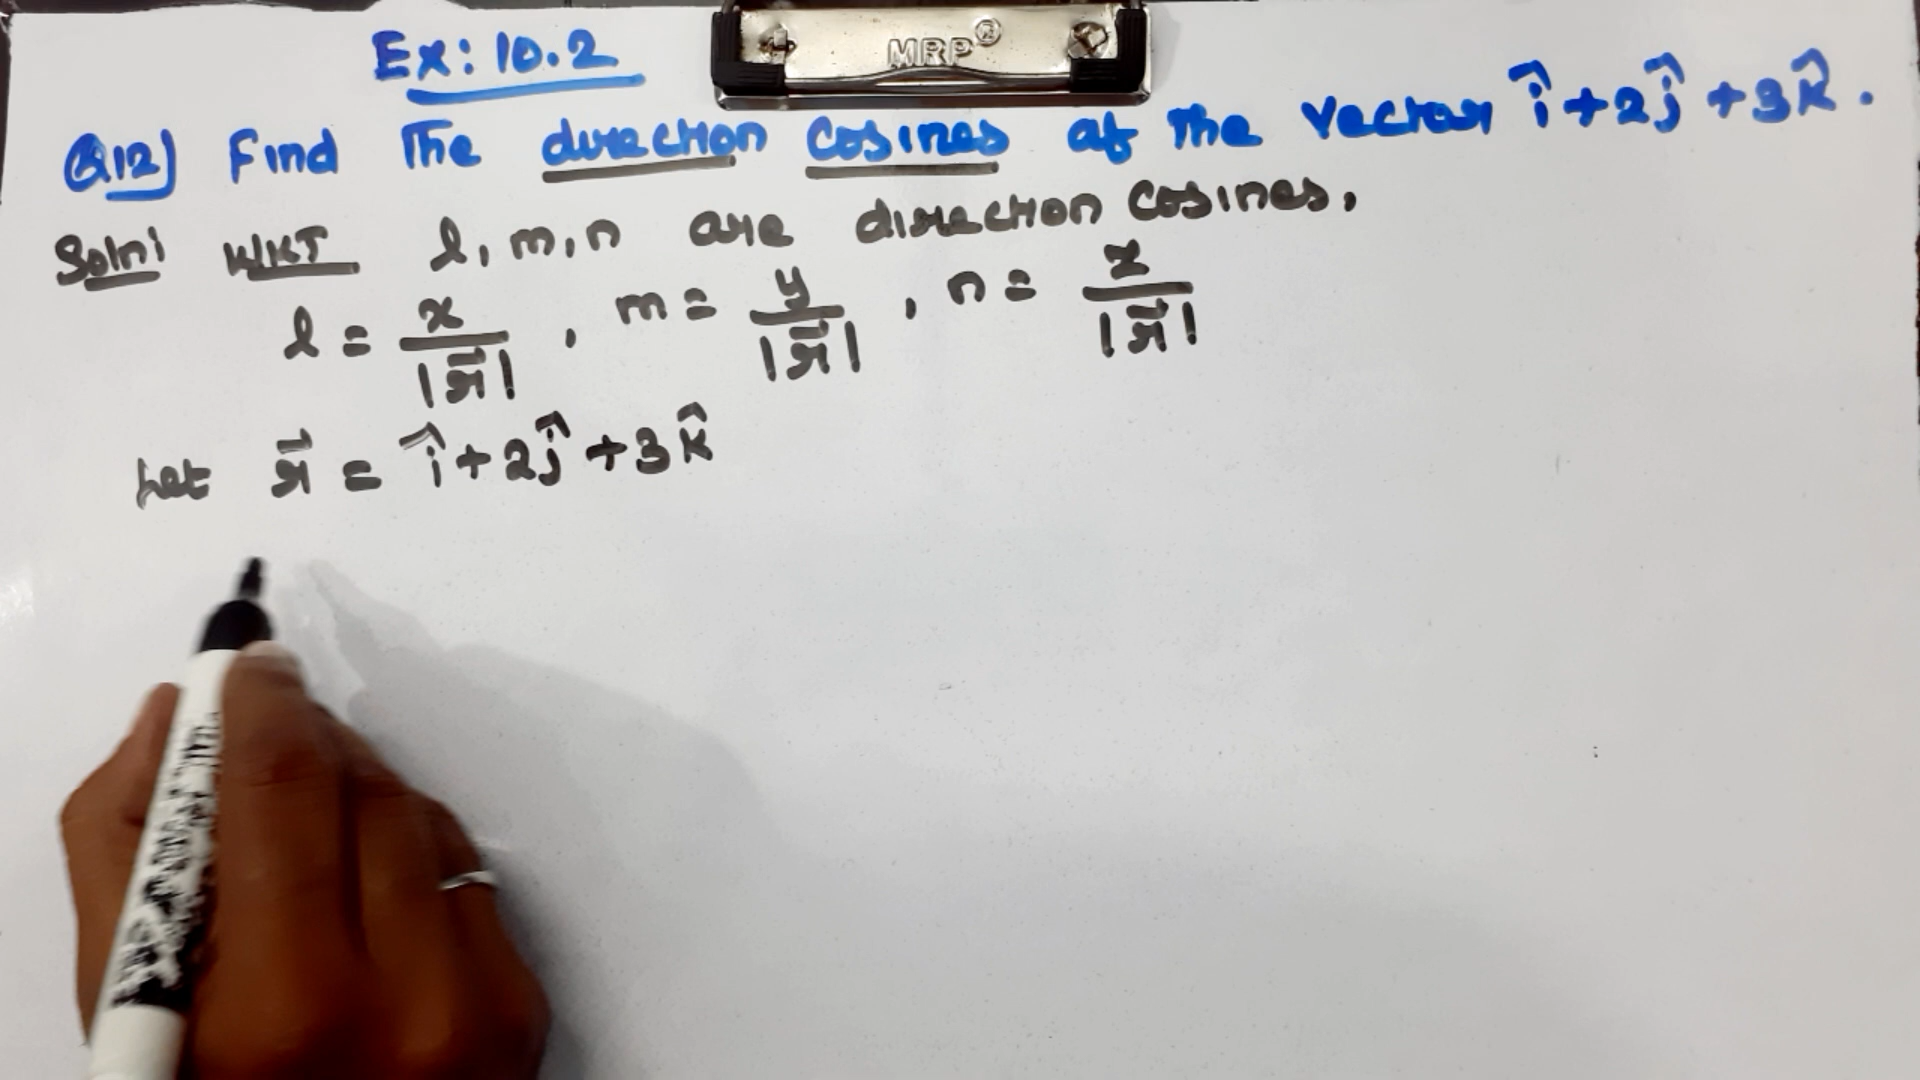 MRP®
Ex: 10.2
Q12) Find The direction cosines of the vector î+2ĵ+3k̂.
Soln: WKT l, m, n are direction cosines,
l = x/|r⃗| , m = y/|r⃗| , n = z/|r⃗|
Let r⃗ = î+2ĵ+3k̂